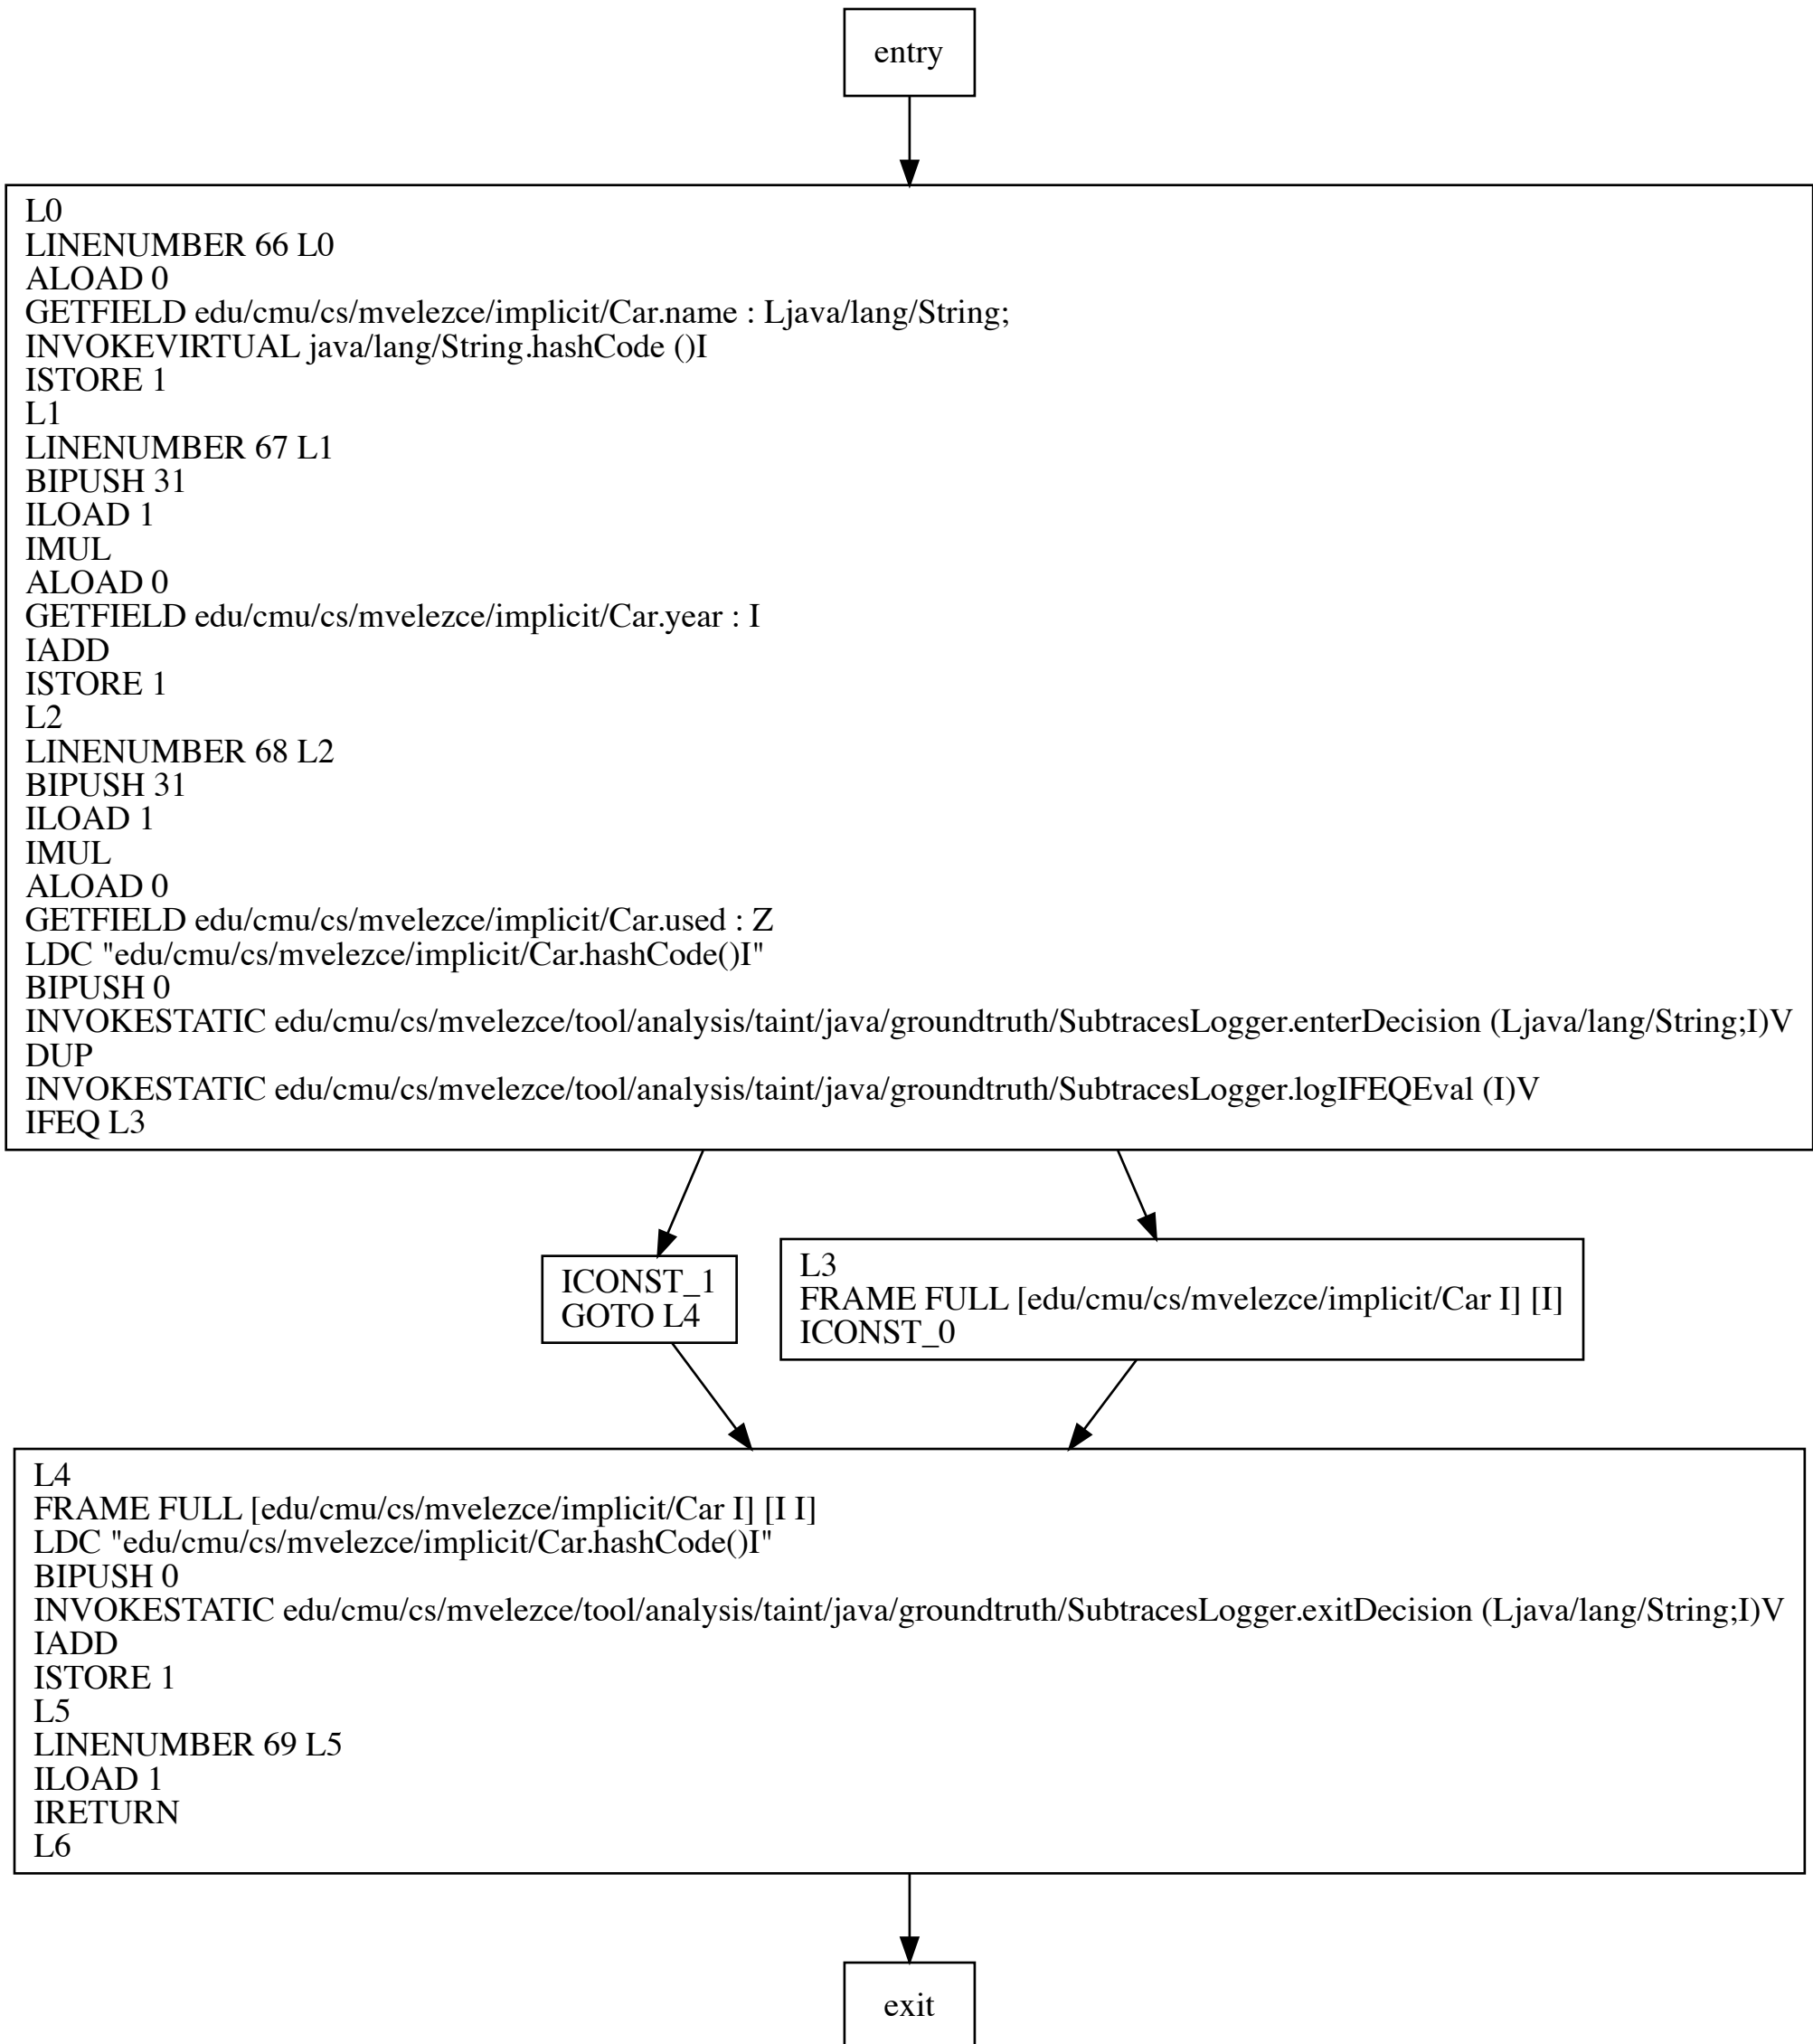 entry
L0
LINENUMBER 66 L0
ALOAD 0
GETFIELD edu/cmu/cs/mvelezce/implicit/Car.name : Ljava/lang/String;
INVOKEVIRTUAL java/lang/String.hashCode ()I
ISTORE 1
L1
LINENUMBER 67 L1
BIPUSH 31
ILOAD 1
IMUL
ALOAD 0
GETFIELD edu/cmu/cs/mvelezce/implicit/Car.year : I
IADD
ISTORE 1
L2
LINENUMBER 68 L2
BIPUSH 31
ILOAD 1
IMUL
ALOAD 0
GETFIELD edu/cmu/cs/mvelezce/implicit/Car.used : Z
LDC "edu/cmu/cs/mvelezce/implicit/Car.hashCode()I"
BIPUSH 0
INVOKESTATIC edu/cmu/cs/mvelezce/tool/analysis/taint/java/groundtruth/SubtracesLogger.enterDecision (Ljava/lang/String;I)V
DUP
INVOKESTATIC edu/cmu/cs/mvelezce/tool/analysis/taint/java/groundtruth/SubtracesLogger.logIFEQEval (I)V
IFEQ L3
ICONST_1
GOTO L4
L3
FRAME FULL [edu/cmu/cs/mvelezce/implicit/Car I] [I]
ICONST_0
L4
FRAME FULL [edu/cmu/cs/mvelezce/implicit/Car I] [I I]
LDC "edu/cmu/cs/mvelezce/implicit/Car.hashCode()I"
BIPUSH 0
INVOKESTATIC edu/cmu/cs/mvelezce/tool/analysis/taint/java/groundtruth/SubtracesLogger.exitDecision (Ljava/lang/String;I)V
IADD
ISTORE 1
L5
LINENUMBER 69 L5
ILOAD 1
IRETURN
L6
exit